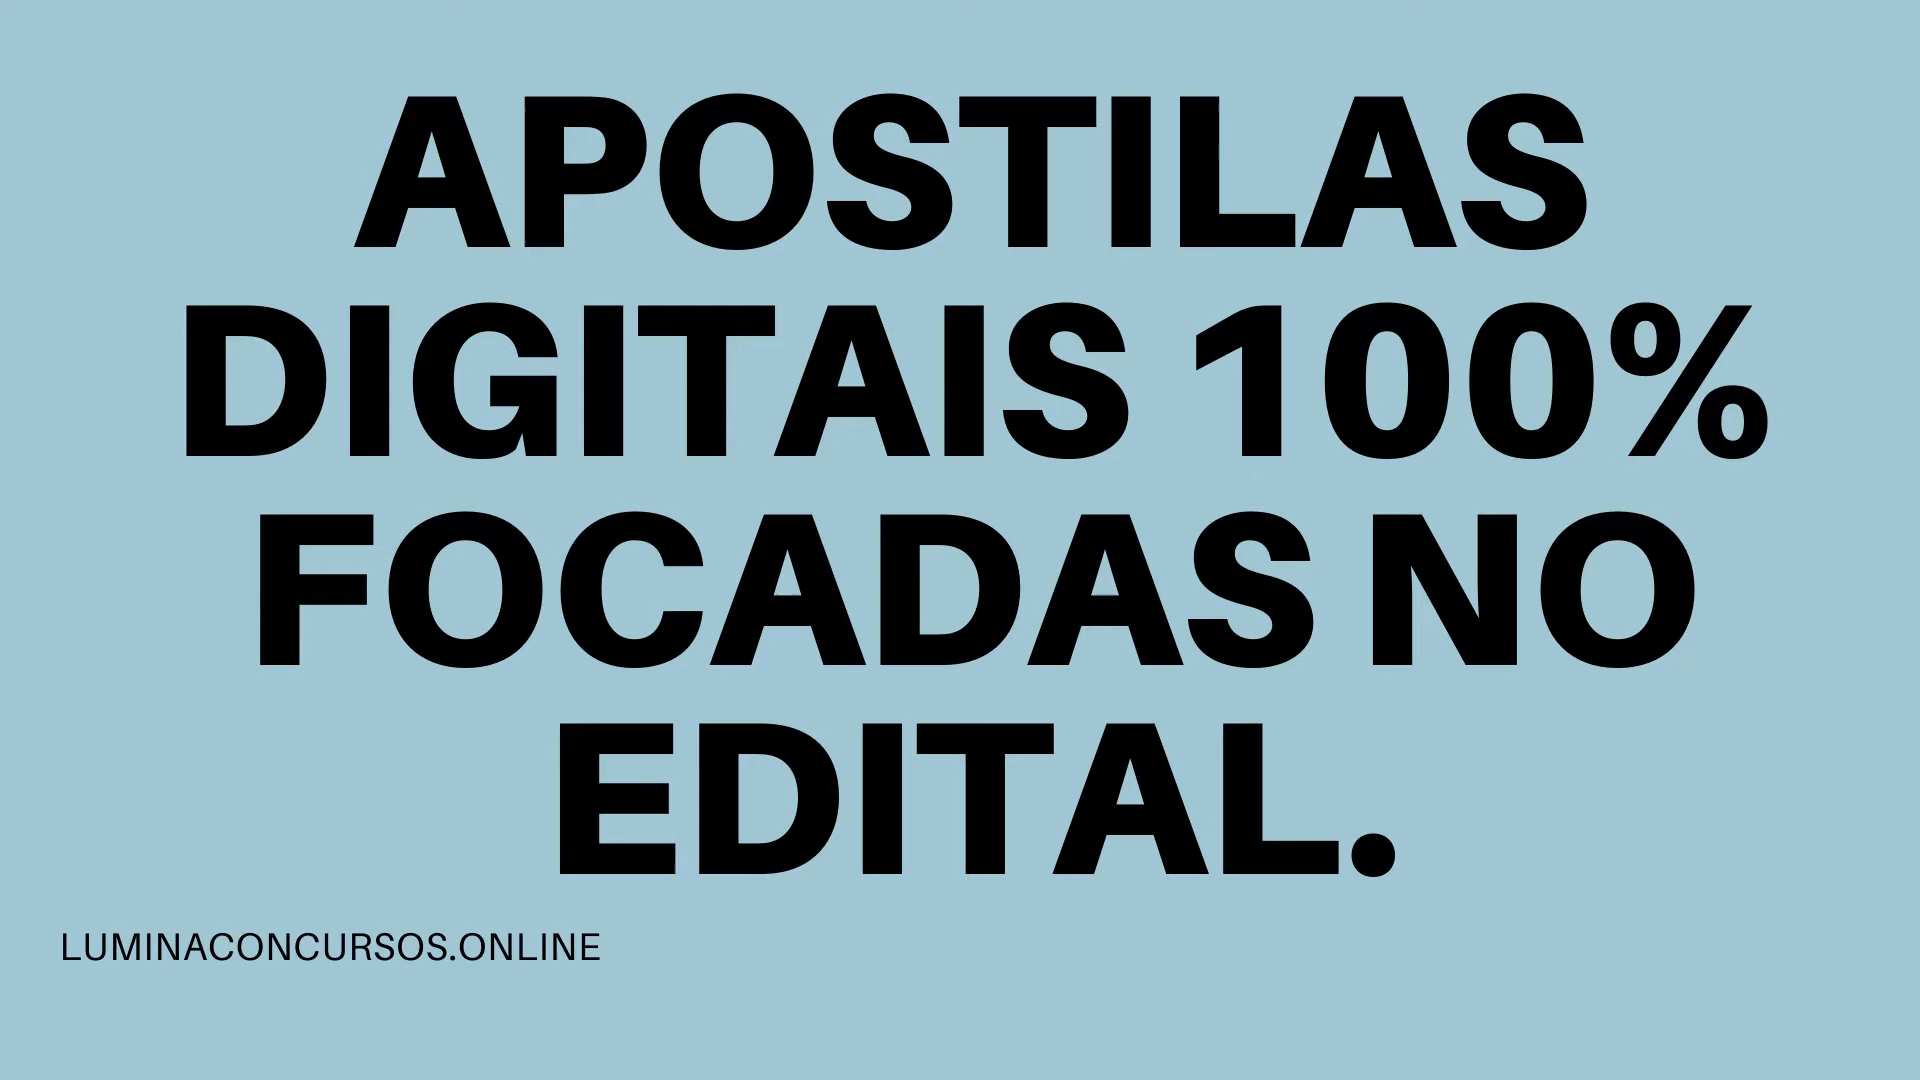 APOSTILAS
DIGITAIS 100%
FOCADAS NO
EDITAL.
LUMINACONCURSOS.ONLINE